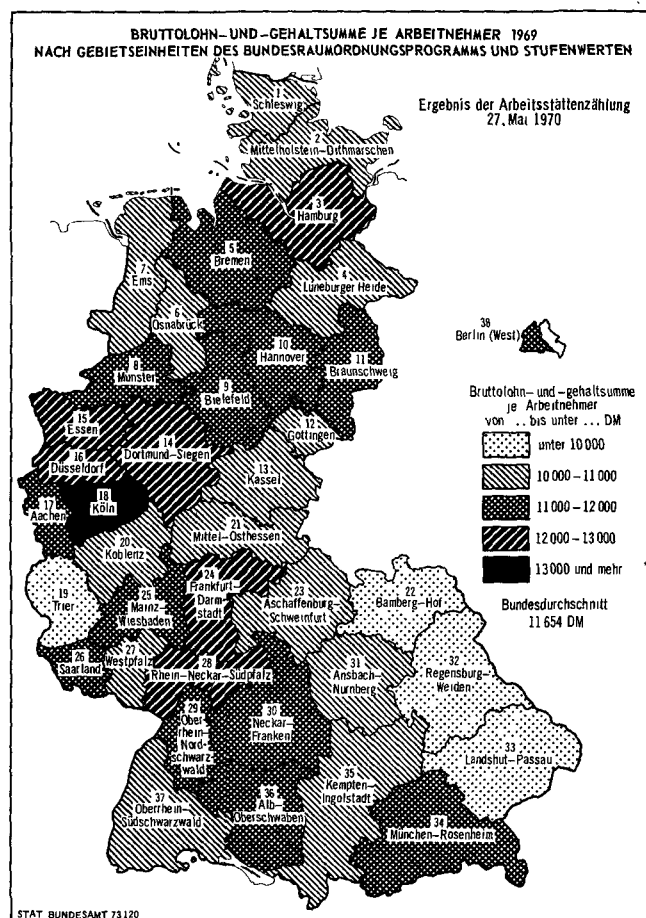 BRUTTOLOHN-UND-GEHALTSUMME JE ARBEITNEHMER 1969
NACH GEBIETSEINHEITEN DES BUNDESRAUMORDNUNGSPROGRAMMS UND STUFENWERTEN
Ergebnis der Arbeitsstättenzählung
27. Mai 1970
1
Schleswig
2
Mittelholstein-Dithmarschen
3
Hamburg
4
Lüneburger Heide
5
Bremen
6
Osnabrück
7
Ems
8
Münster
9
Bielefeld
10
Hannover
11
Braunschweig
12
Göttingen
13
Kassel
14
Dortmund-Siegen
15
Essen
16
Düsseldorf
17
Aachen
18
Köln
19
Trier
20
Koblenz
21
Mittel-Osthessen
22
Bamberg-Hof
23
Aschaffenburg-
Schweinfurt
24
Frankfurt-
Darm-
stadt
25
Mainz-
Wiesbaden
26
Saarland
27
Westpfalz
28
Rhein-Neckar-Südpfalz
29
Ober-
rhein-
Nord-
schwarz-
wald
30
Neckar-
Franken
31
Ansbach-
Nürnberg
32
Regensburg-
Weiden
33
Landshut-Passau
34
München-Rosenheim
35
Kempten-
Ingolstadt
36
Alb-
Oberschwaben
37
Oberrhein-
Südschwarzwald
38
Berlin (West)
Bruttolohn-und-gehaltsumme
je Arbeitnehmer
von .. bis unter ... DM
unter 10 000
10 000-11 000
11 000-12 000
12 000-13 000
13 000 und mehr
Bundesdurchschnitt
11 654 DM
STAT BUNDESAMT 73 120